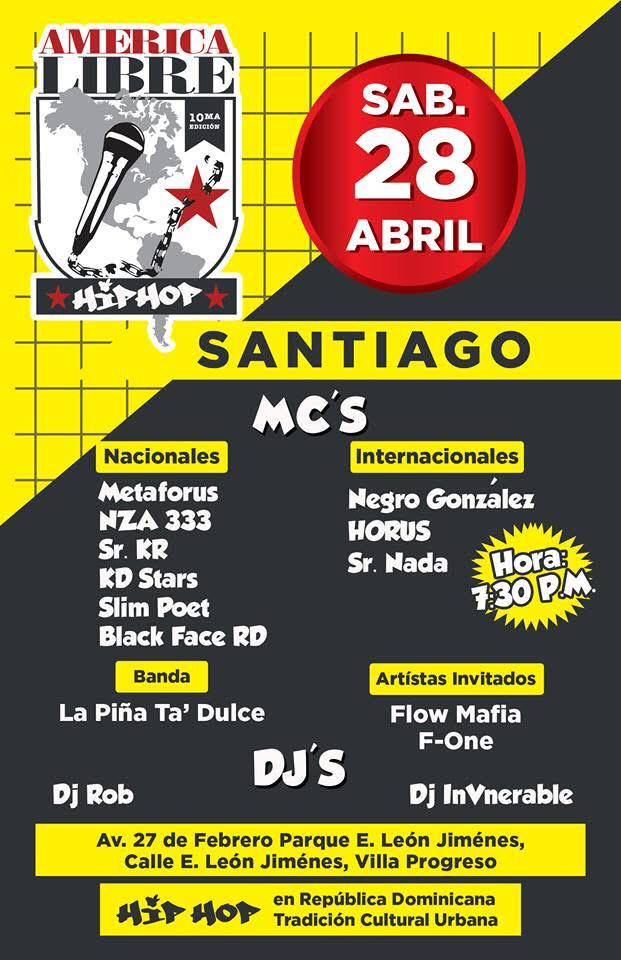 AMERICA
LIBRE
10MA
EDICIÓN
HIP HOP
SAB.
28
ABRIL
SANTIAGO
MC'S
Nacionales
Metaforus
NZA 333
Sr. KR
KD Stars
Slim Poet
Black Face RD
Internacionales
Negro González
HORUS
Sr. Nada
Hora:
7:30 P.M.
Banda
La Piña Ta' Dulce
Artístas Invitados
Flow Mafia
F-One
DJ'S
Dj Rob
Dj InVnerable
Av. 27 de Febrero Parque E. León Jiménes,
Calle E. León Jiménes, Villa Progreso
HIP HOP
en República Dominicana
Tradición Cultural Urbana